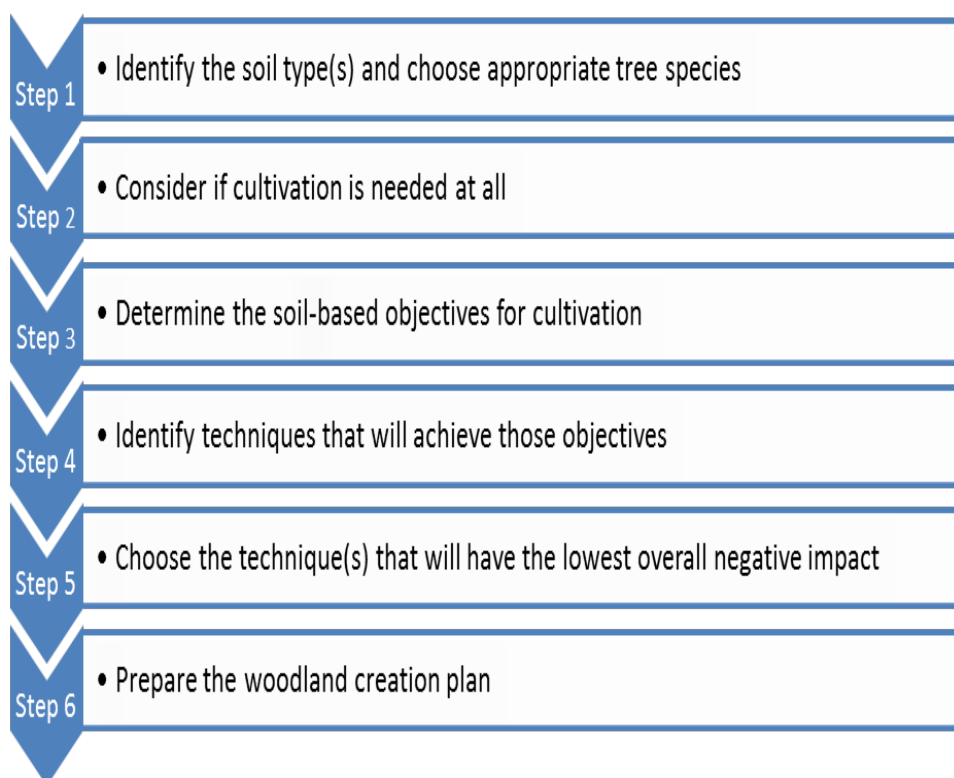 Step 1
• Identify the soil type(s) and choose appropriate tree species
Step 2
• Consider if cultivation is needed at all
Step 3
• Determine the soil-based objectives for cultivation
Step 4
• Identify techniques that will achieve those objectives
Step 5
• Choose the technique(s) that will have the lowest overall negative impact
Step 6
• Prepare the woodland creation plan